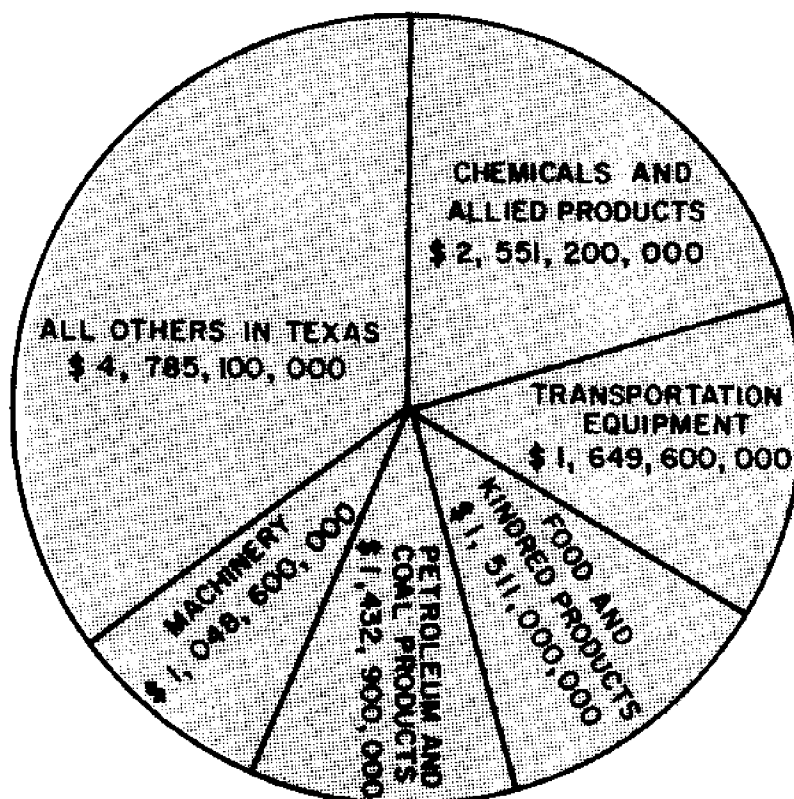 CHEMICALS AND
ALLIED PRODUCTS
$ 2, 551, 200, 000
TRANSPORTATION
EQUIPMENT
$ 1, 649, 600, 000
FOOD AND
KINDRED PRODUCTS
$ 1, 511, 000, 000
PETROLEUM AND
COAL PRODUCTS
$ 1, 432, 900, 000
MACHINERY
$ 1, 048, 600, 000
ALL OTHERS IN TEXAS
$ 4, 785, 100, 000